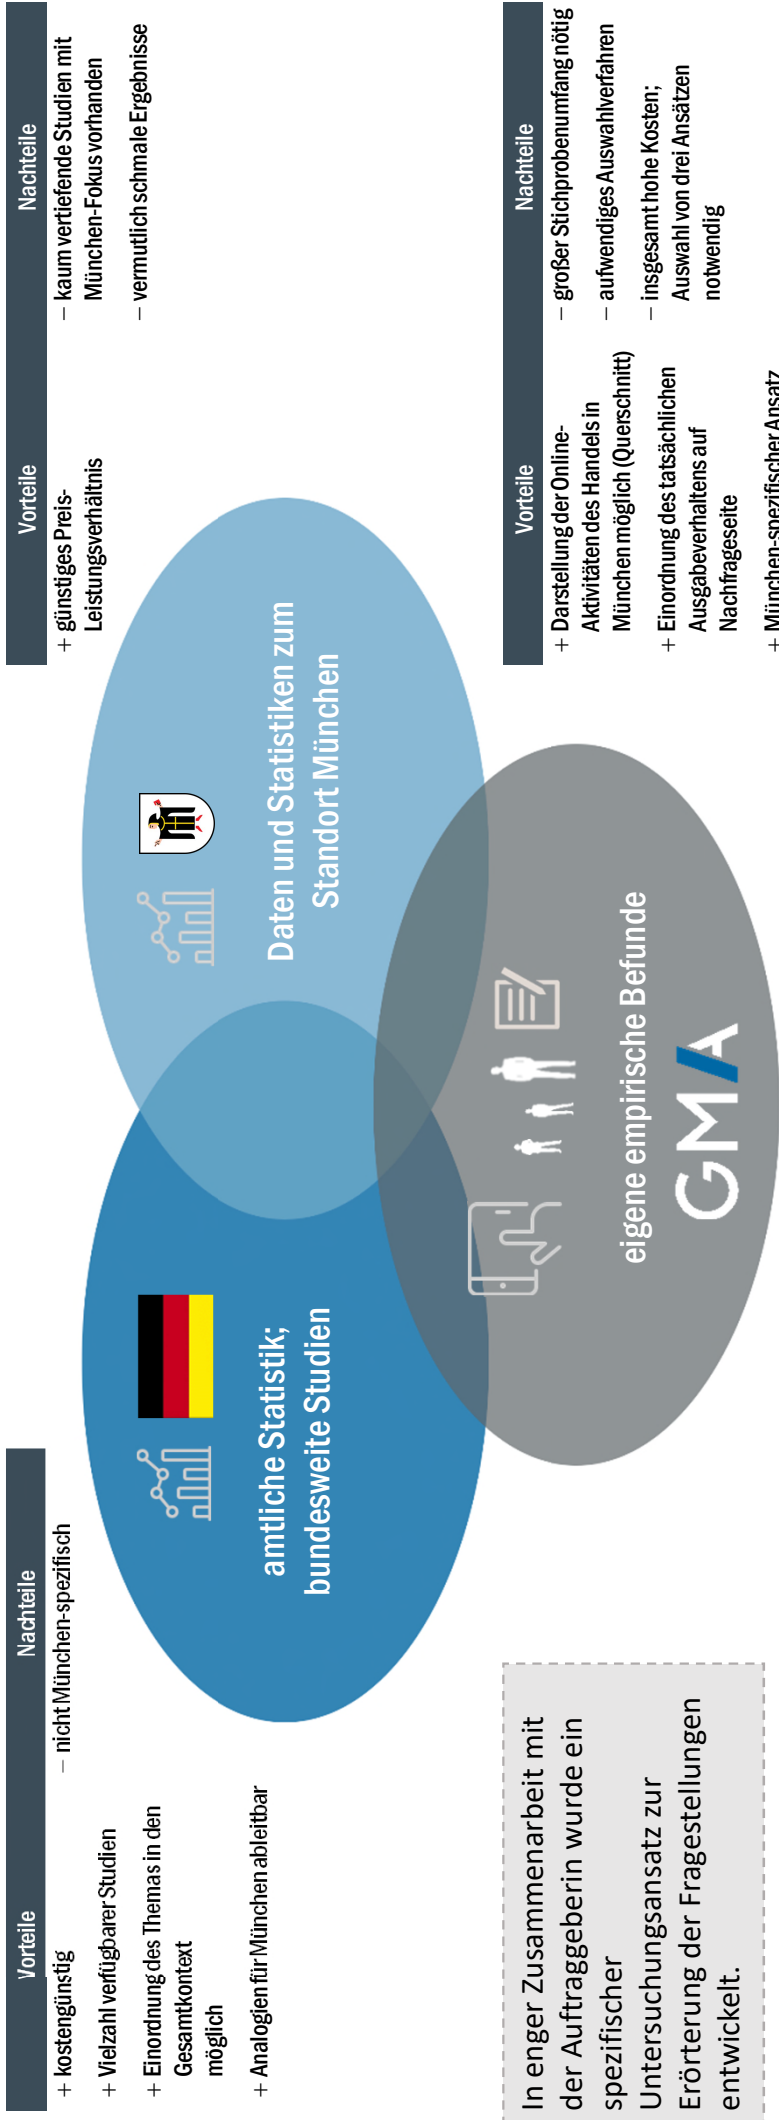 Vorteile
Nachteile
+ kostengünstig
+ Vielzahl verfügbarer Studien
+ Einordnung des Themas in den
Gesamtkontext
möglich
+ Analogien für München ableitbar
– nicht München-spezifisch
Vorteile
Nachteile
+ günstiges Preis-
Leistungsverhältnis
– kaum vertiefende Studien mit
München-Fokus vorhanden
– vermutlich schmale Ergebnisse
amtliche Statistik;
bundesweite Studien
Daten und Statistiken zum
Standort München
eigene empirische Befunde
GMA
In enger Zusammenarbeit mit
der Auftraggeberin wurde ein
spezifischer
Untersuchungsansatz zur
Erörterung der Fragestellungen
entwickelt.
Vorteile
Nachteile
+ Darstellung der Online-
Aktivitäten des Handels in
München möglich (Querschnitt)
+ Einordnung des tatsächlichen
Ausgabeverhaltens auf
Nachfrageseite
+ München-spezifischer Ansatz
– großer Stichprobenumfang nötig
– aufwendiges Auswahlverfahren
– insgesamt hohe Kosten;
Auswahl von drei Ansätzen
notwendig